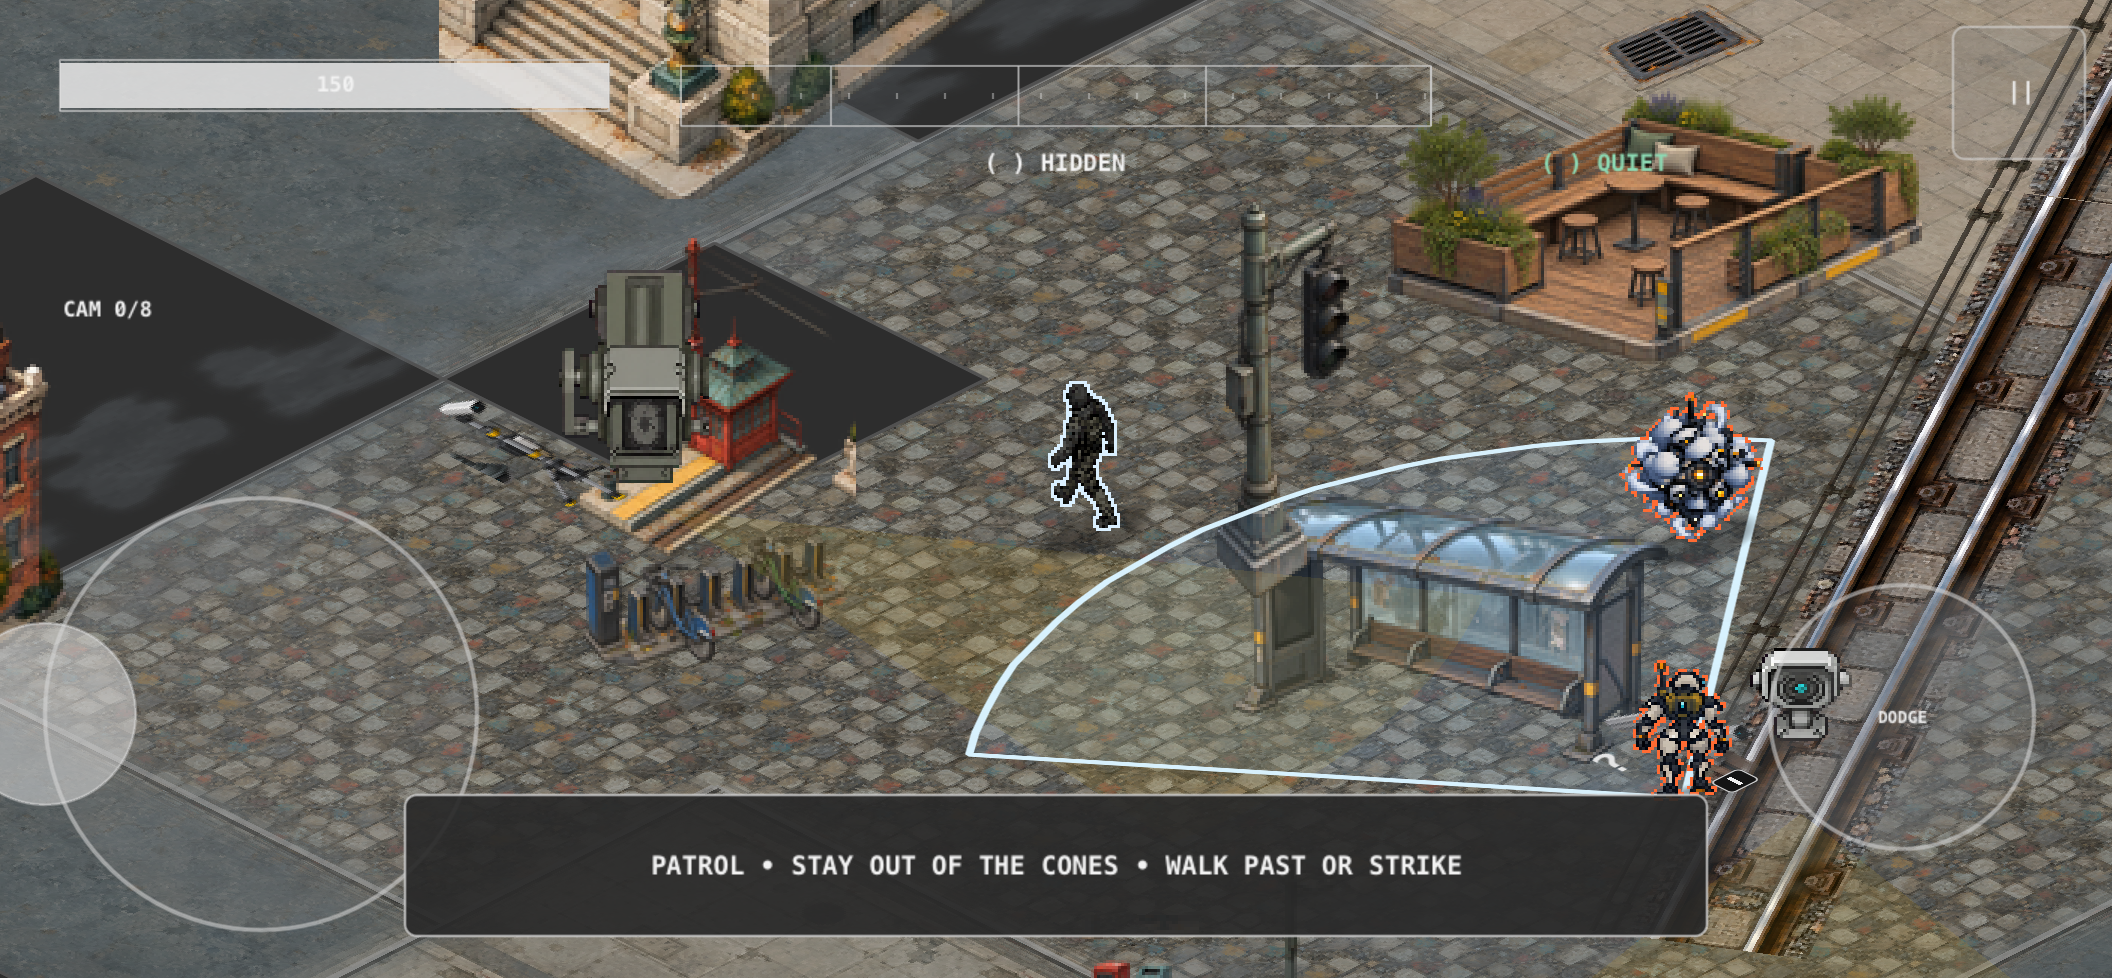 150
( ) HIDDEN
( ) QUIET
CAM 0/8
DODGE
PATROL • STAY OUT OF THE CONES • WALK PAST OR STRIKE